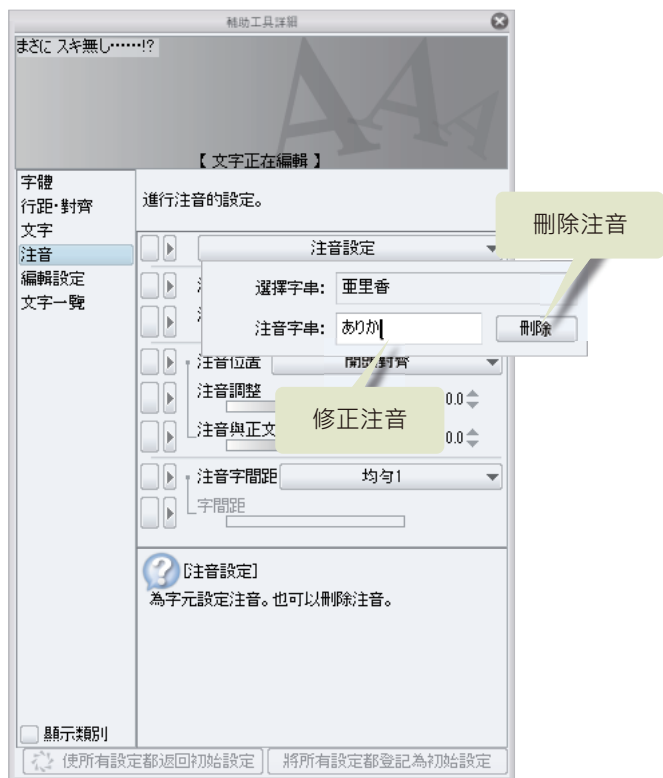 補助工具詳細
まさに スキ無し……!?
【 文字正在編輯 】
字體
行距·對齊
文字
注音
編輯設定
文字一覽
進行注音的設定。
刪除注音
注音設定
選擇字串: 亜里香
注音字串: ありか 刪除
注音位置 開頭對齊
注音調整 0.0
修正注音
注音與正文 0.0
注音字間距 均勻1
字間距
[注音設定]
為字元設定注音。也可以刪除注音。
顯示類別
使所有設定都返回初始設定 將所有設定都登記為初始設定